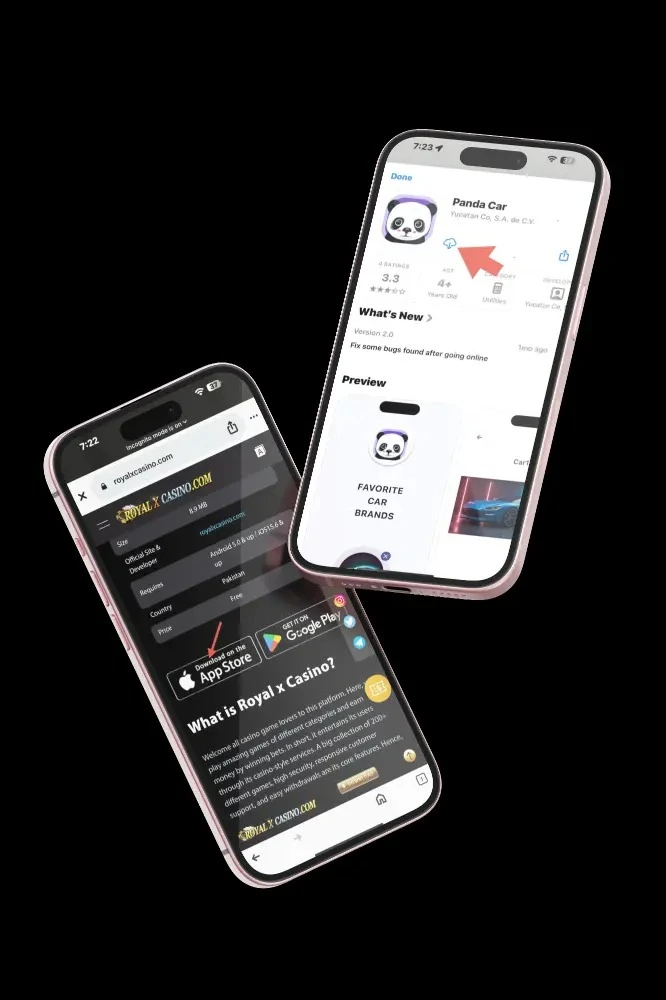 7:23
37
Done
Panda Car
Yucatan Co, S.A. de C.V.
4 RATINGS
3.3
4+
Years Old
Utilities
Yucatan Co,
What's New
Version 2.0
1mo ago
Fix some bugs found after going online
Preview
FAVORITE
CAR
BRANDS
7:22
37
Incognito mode is on
royalxcasino.com
ROYAL X CASINO.COM
Size
8.9 MB
Official Site &
Developer
royalxcasino.com
Requires
Android 5.0 & up / iOS15.6 &
up
Country
Pakistan
Price
Free
Download on the
App Store
GET IT ON
Google Play
What is Royal x Casino?
Welcome all casino game lovers to this platform. Here,
play amazing games of different categories and earn
money by winning bets. In short, it entertains its users
through its casino-style services. A big collection of 200+
different games, high security, responsive customer
support, and easy withdrawals are its core features. Hence,
ROYAL X CASINO.COM
1